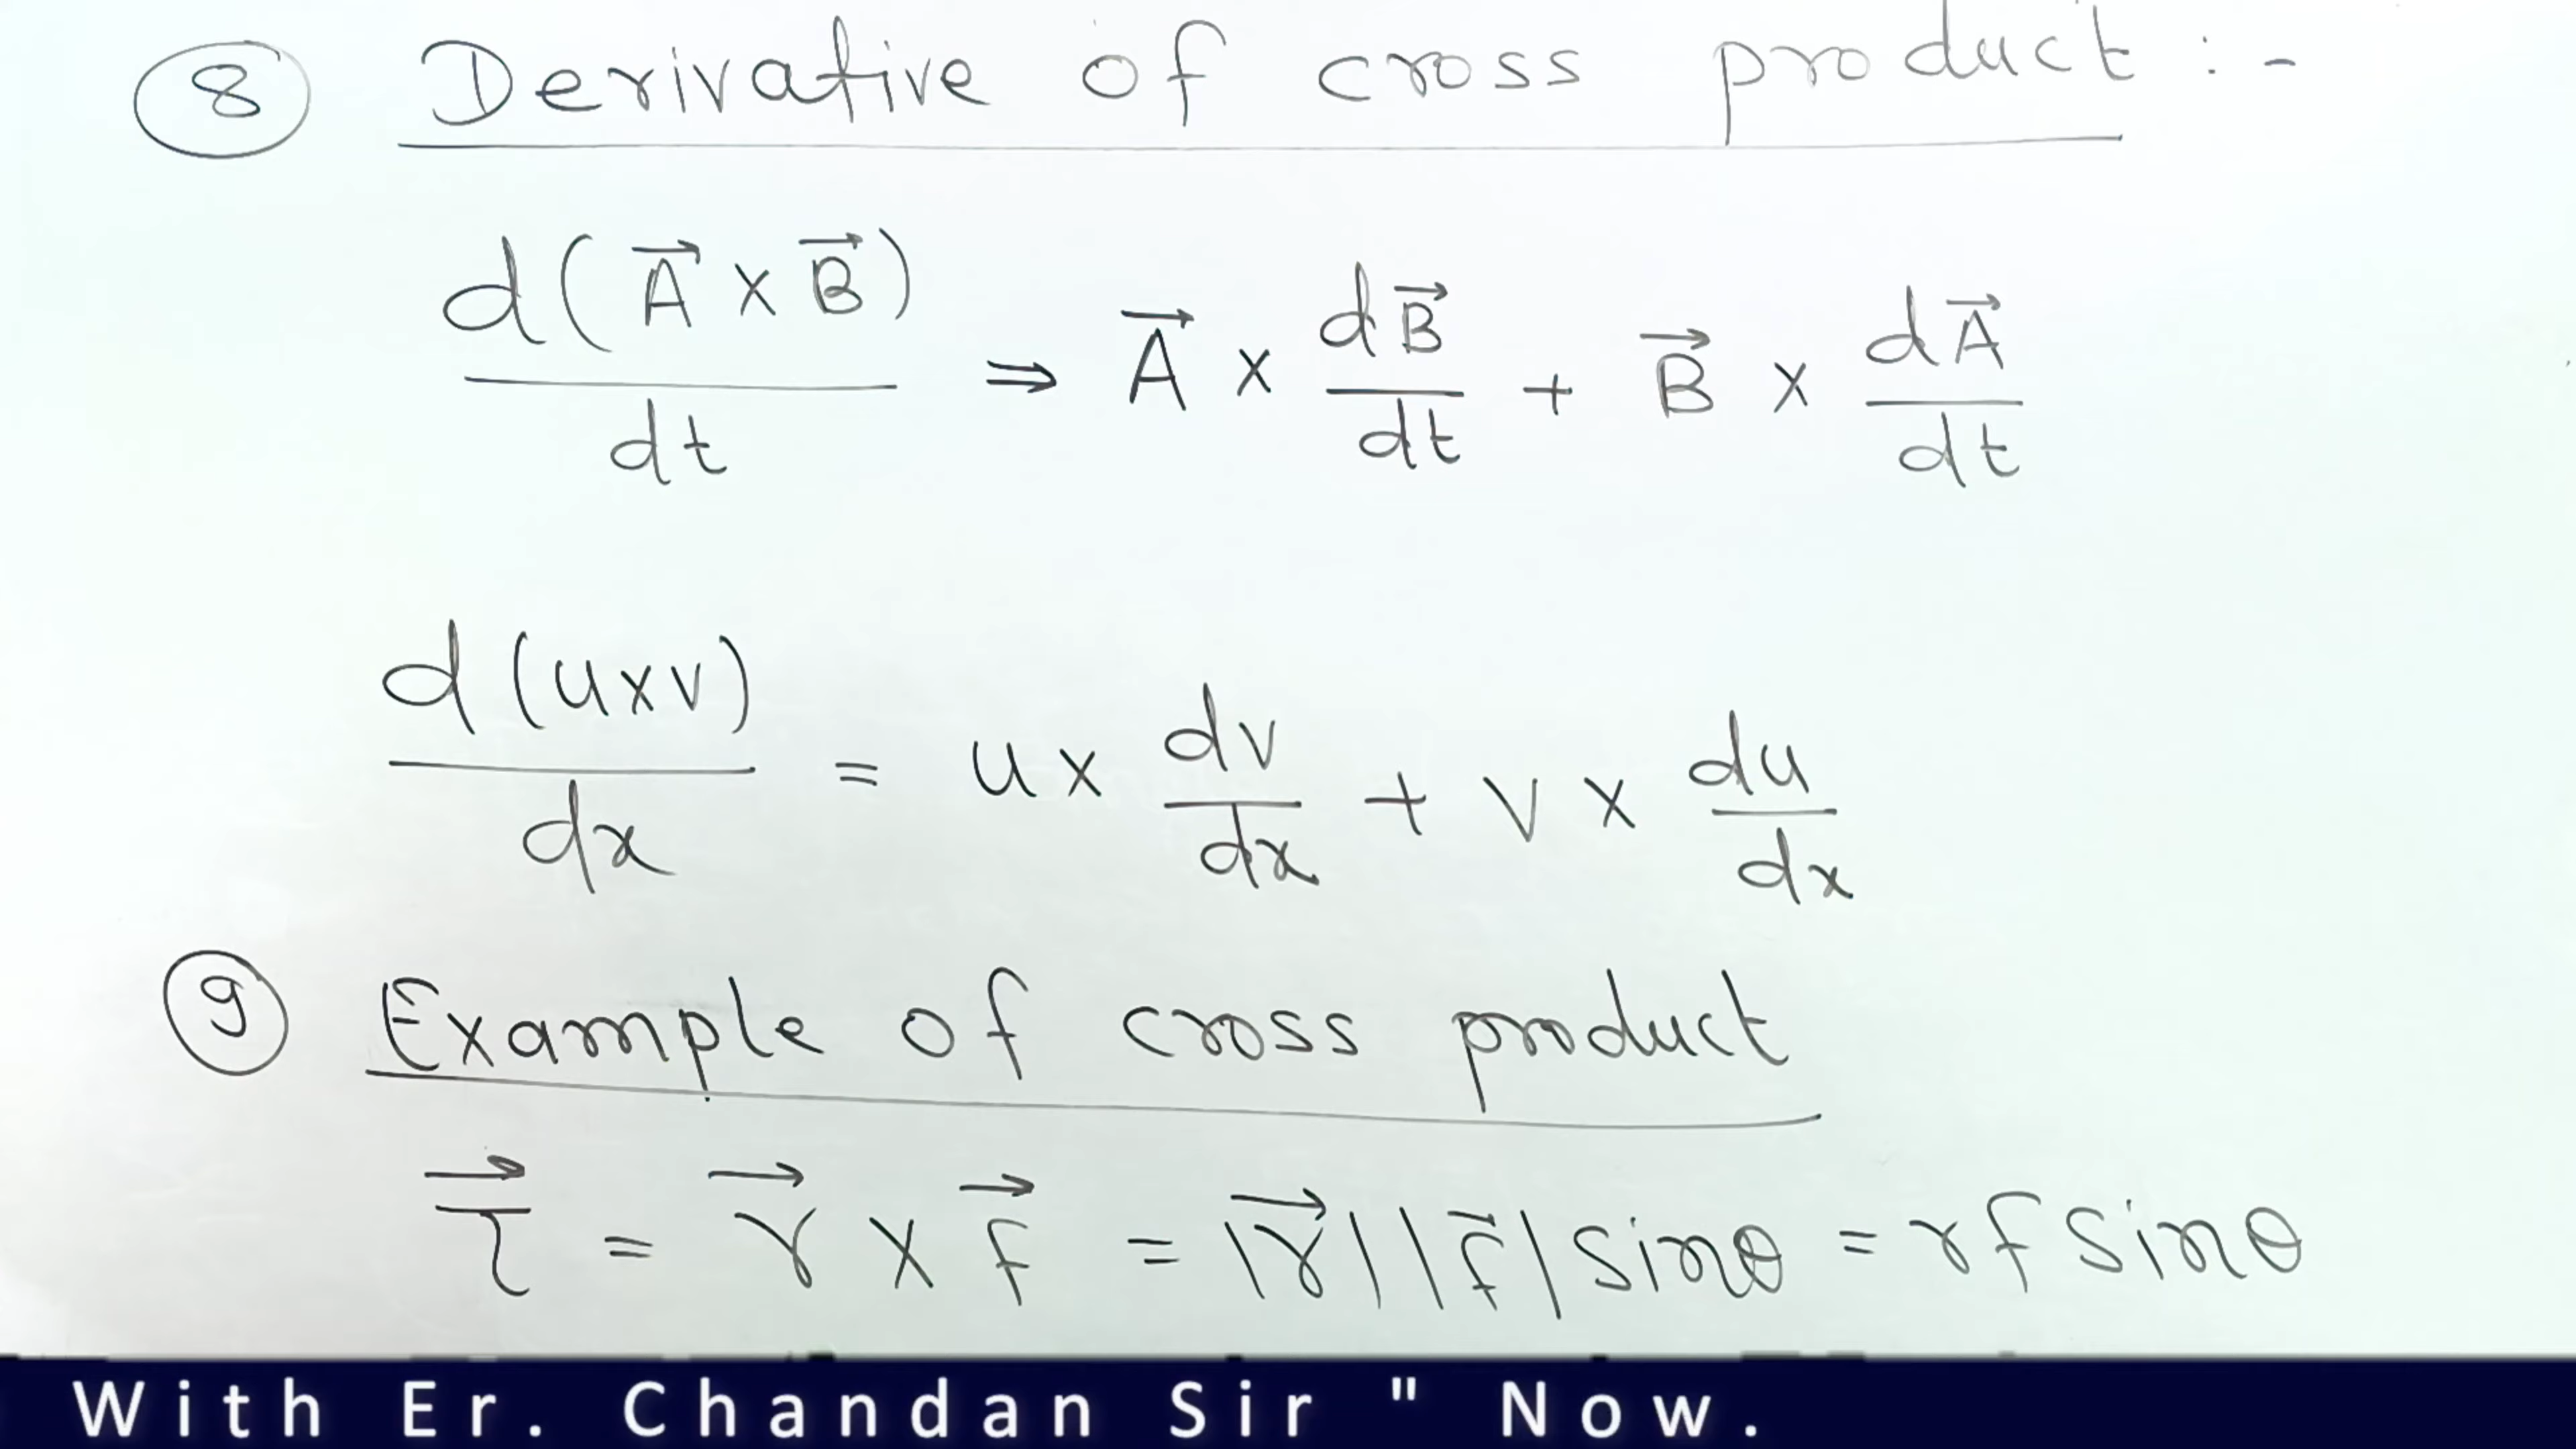 ⑧ Derivative of cross product :-
d(A⃗ × B⃗)/dt ⇒ A⃗ × dB⃗/dt + B⃗ × dA⃗/dt
d(u×v)/dx = u × dv/dx + v × du/dx
⑨ Example of cross product
τ⃗ = r⃗ × f⃗ = |r⃗||f⃗| sinθ = rf sinθ
With Er. Chandan Sir " Now.